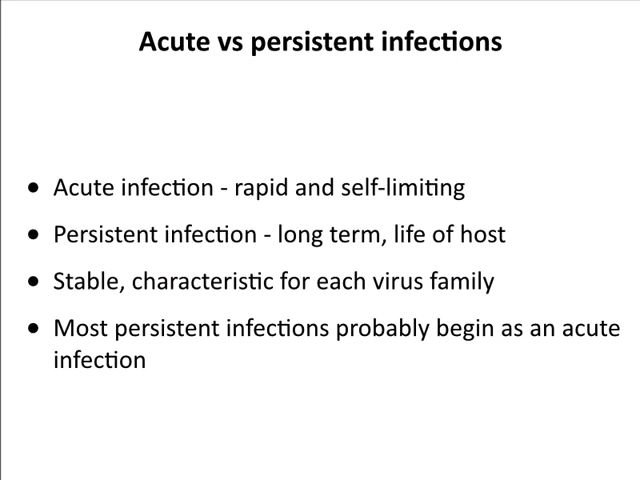 Acute vs persistent infections
• Acute infection - rapid and self-limiting
• Persistent infection - long term, life of host
• Stable, characteristic for each virus family
• Most persistent infections probably begin as an acute
infection